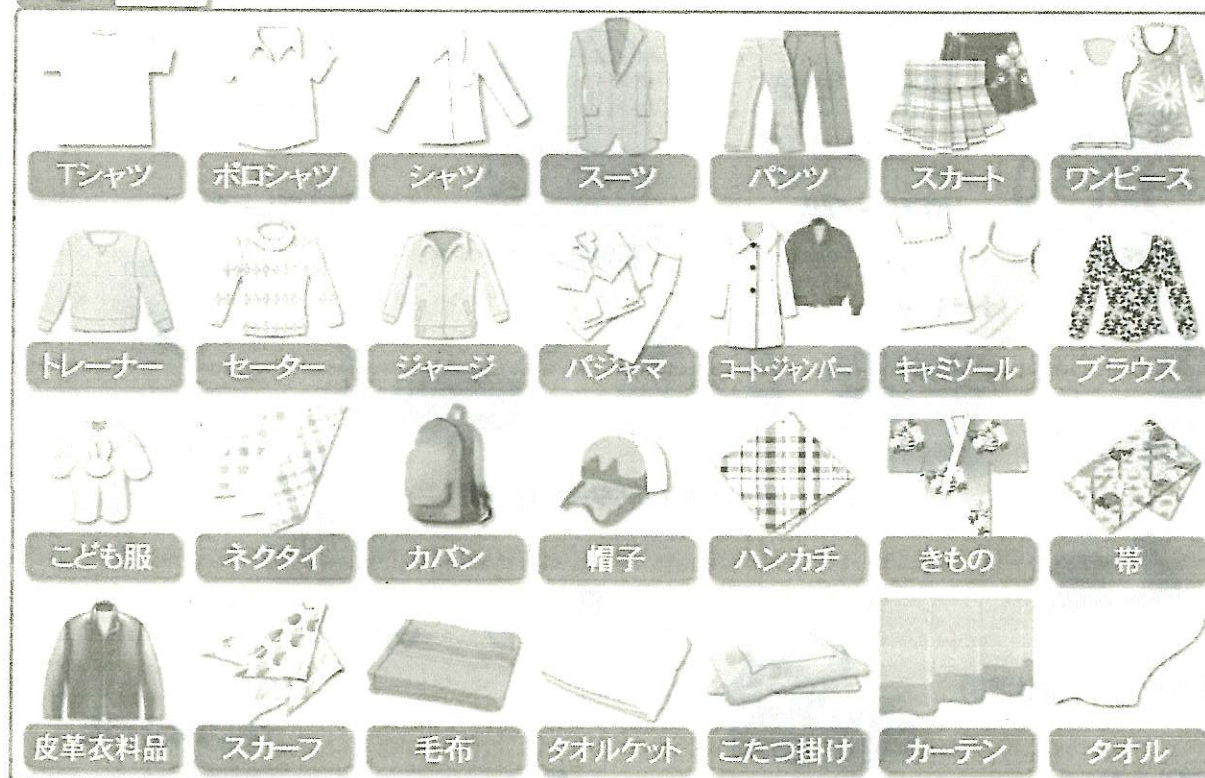 Tシャツ ポロシャツ シャツ スーツ パンツ スカート ワンピース
トレーナー セーター ジャージ パジャマ コート・ジャンパー キャミソール ブラウス
こども服 ネクタイ カバン 帽子 ハンカチ きもの 帯
皮革衣料品 スカーフ 毛布 タオルケット こたつ掛け カーテン タオル